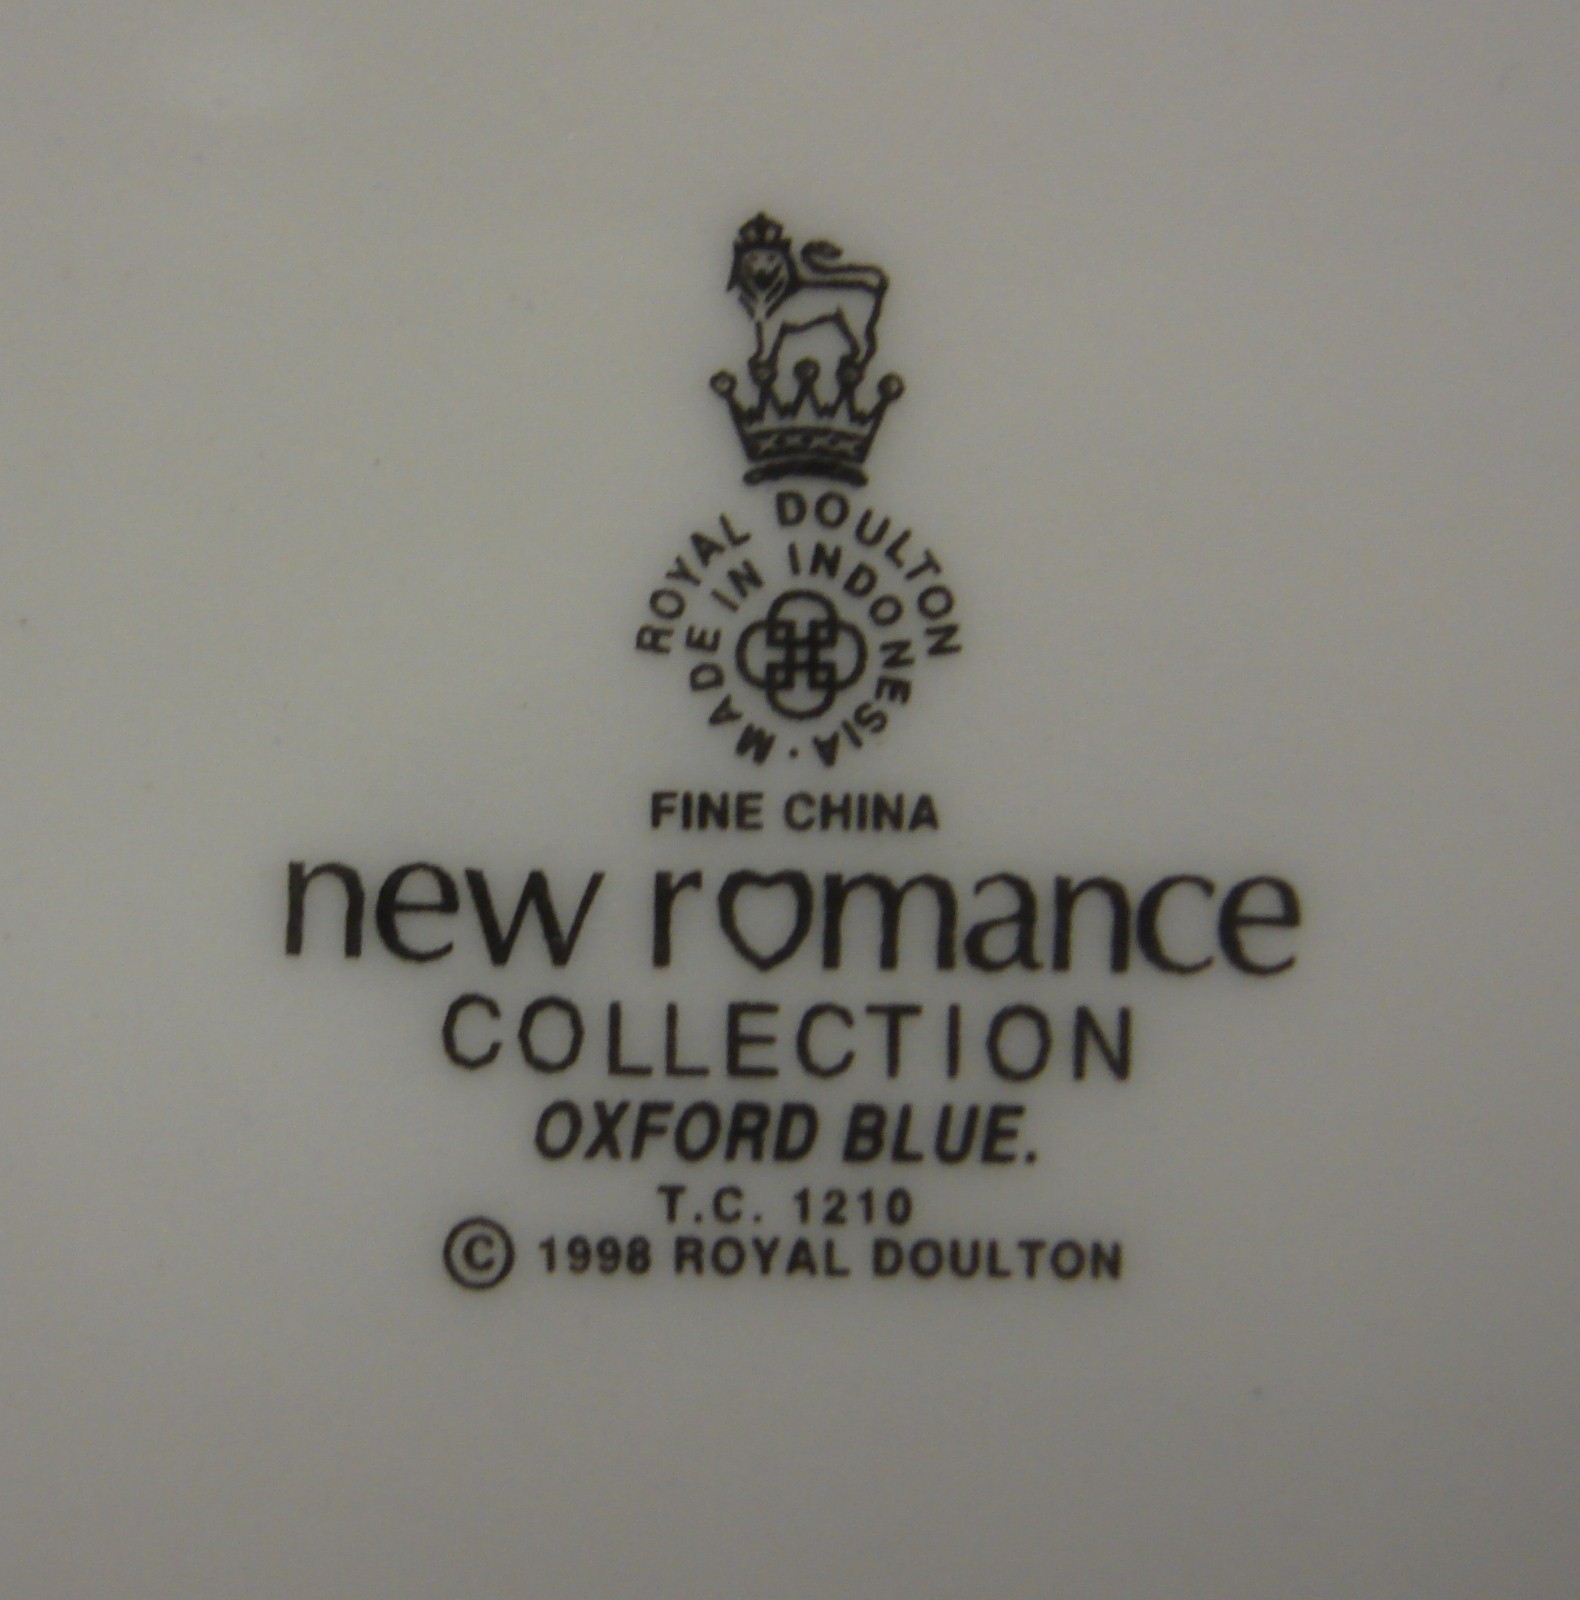 ROYAL DOULTON
MADE IN INDONESIA
FINE CHINA
new romance
COLLECTION
OXFORD BLUE.
T.C. 1210
© 1998 ROYAL DOULTON